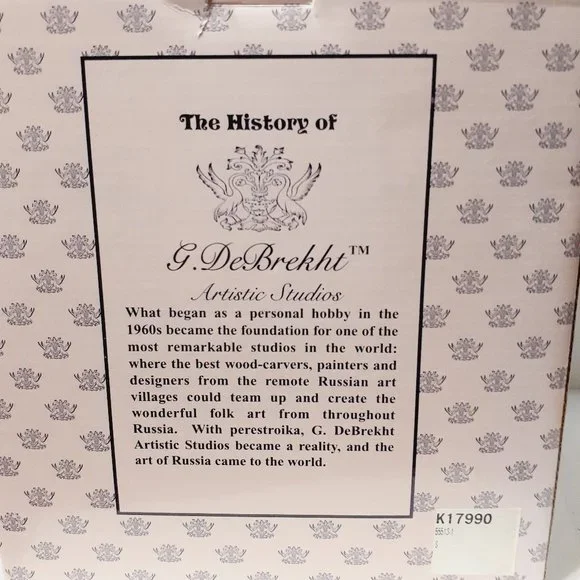 The History of
G. DeBrekht™
Artistic Studios
What began as a personal hobby in the
1960s became the foundation for one of the
most remarkable studios in the world:
where the best wood-carvers, painters and
designers from the remote Russian art
villages could team up and create the
wonderful folk art from throughout
Russia. With perestroika, G. DeBrekht
Artistic Studios became a reality, and the
art of Russia came to the world.
K17990